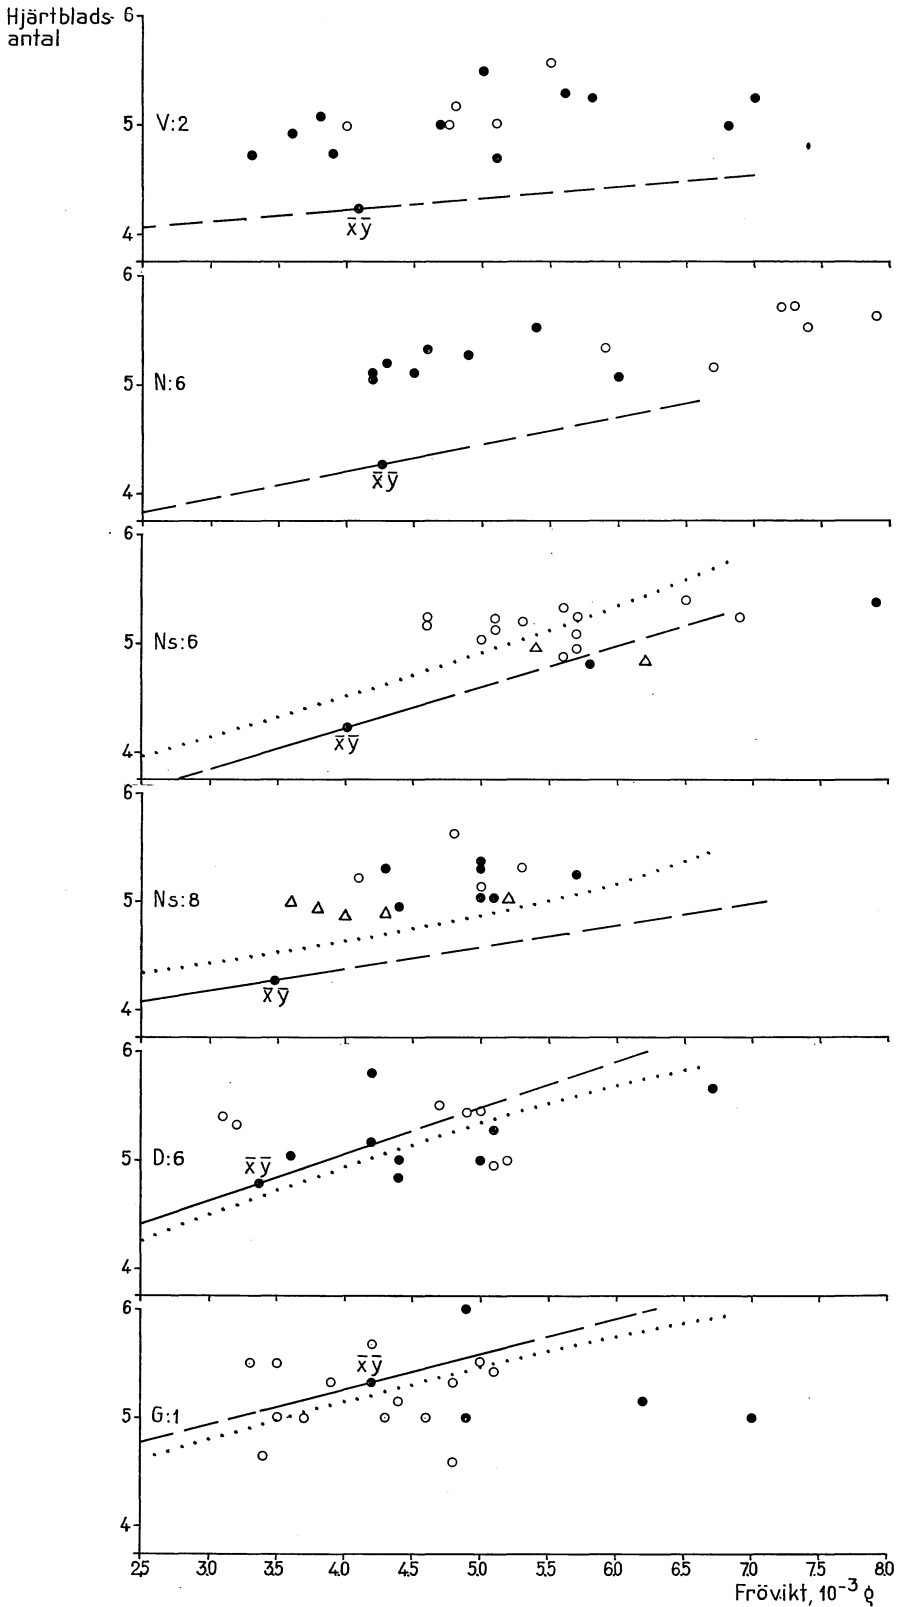 Hjärtblads-
antal
6
V:2
5
4
x̄ ȳ
6
N:6
5
4
x̄ ȳ
6
Ns:6
5
4
x̄ ȳ
6
Ns:8
5
4
x̄ ȳ
6
D:6
5
x̄ ȳ
4
6
x̄ ȳ
G:1
5
4
2.5 3.0 3.5 4.0 4.5 5.0 5.5 6.0 6.5 7.0 7.5 8.0
Frövikt, 10⁻³ g